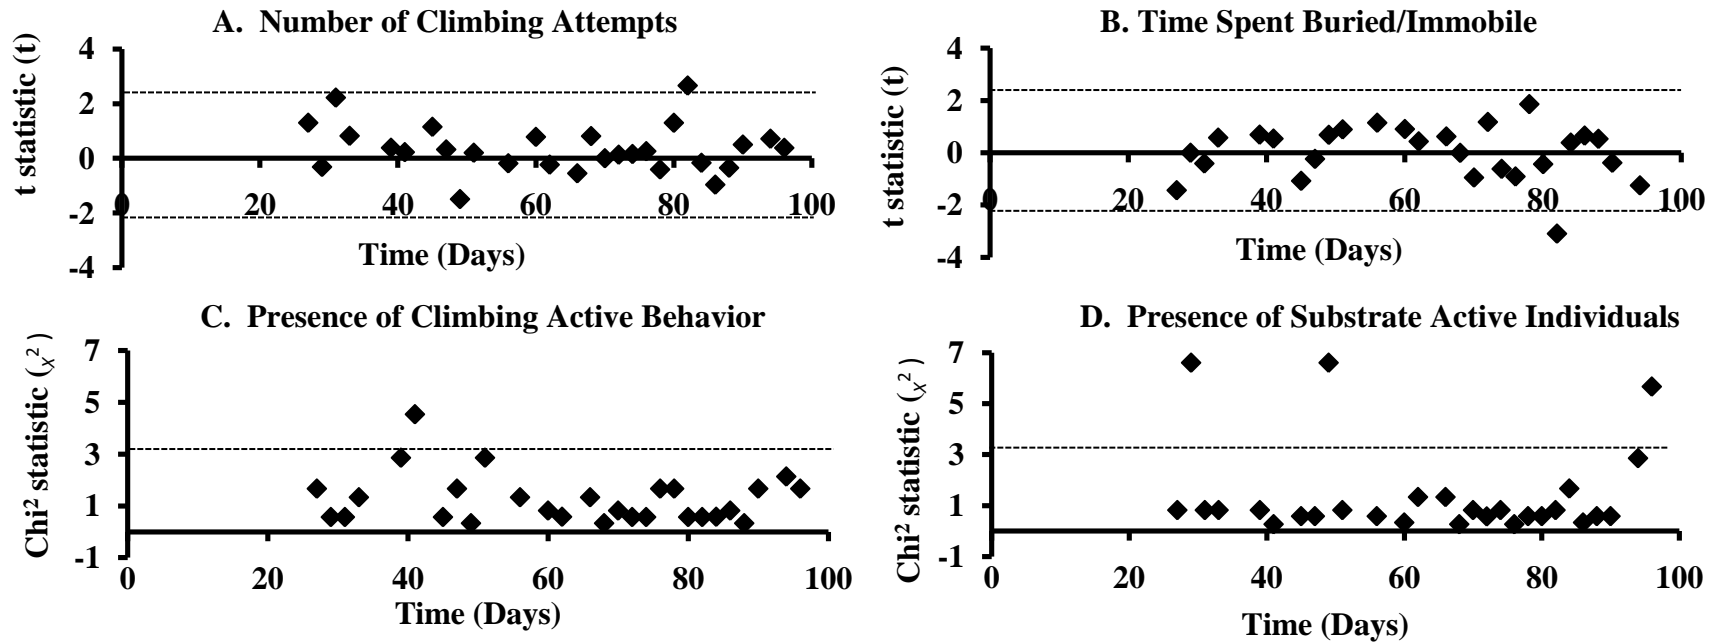 A. Number of Climbing Attempts
t statistic (t)
4
2
0
-2
-4
0 20 40 60 80 100
Time (Days)
B. Time Spent Buried/Immobile
t statistic (t)
4
2
0
-2
-4
0 20 40 60 80 100
Time (Days)
C. Presence of Climbing Active Behavior
Chi² statistic (χ²)
7
5
3
1
-1
0 20 40 60 80 100
Time (Days)
D. Presence of Substrate Active Individuals
Chi² statistic (χ²)
7
5
3
1
-1
0 20 40 60 80 100
Time (Days)